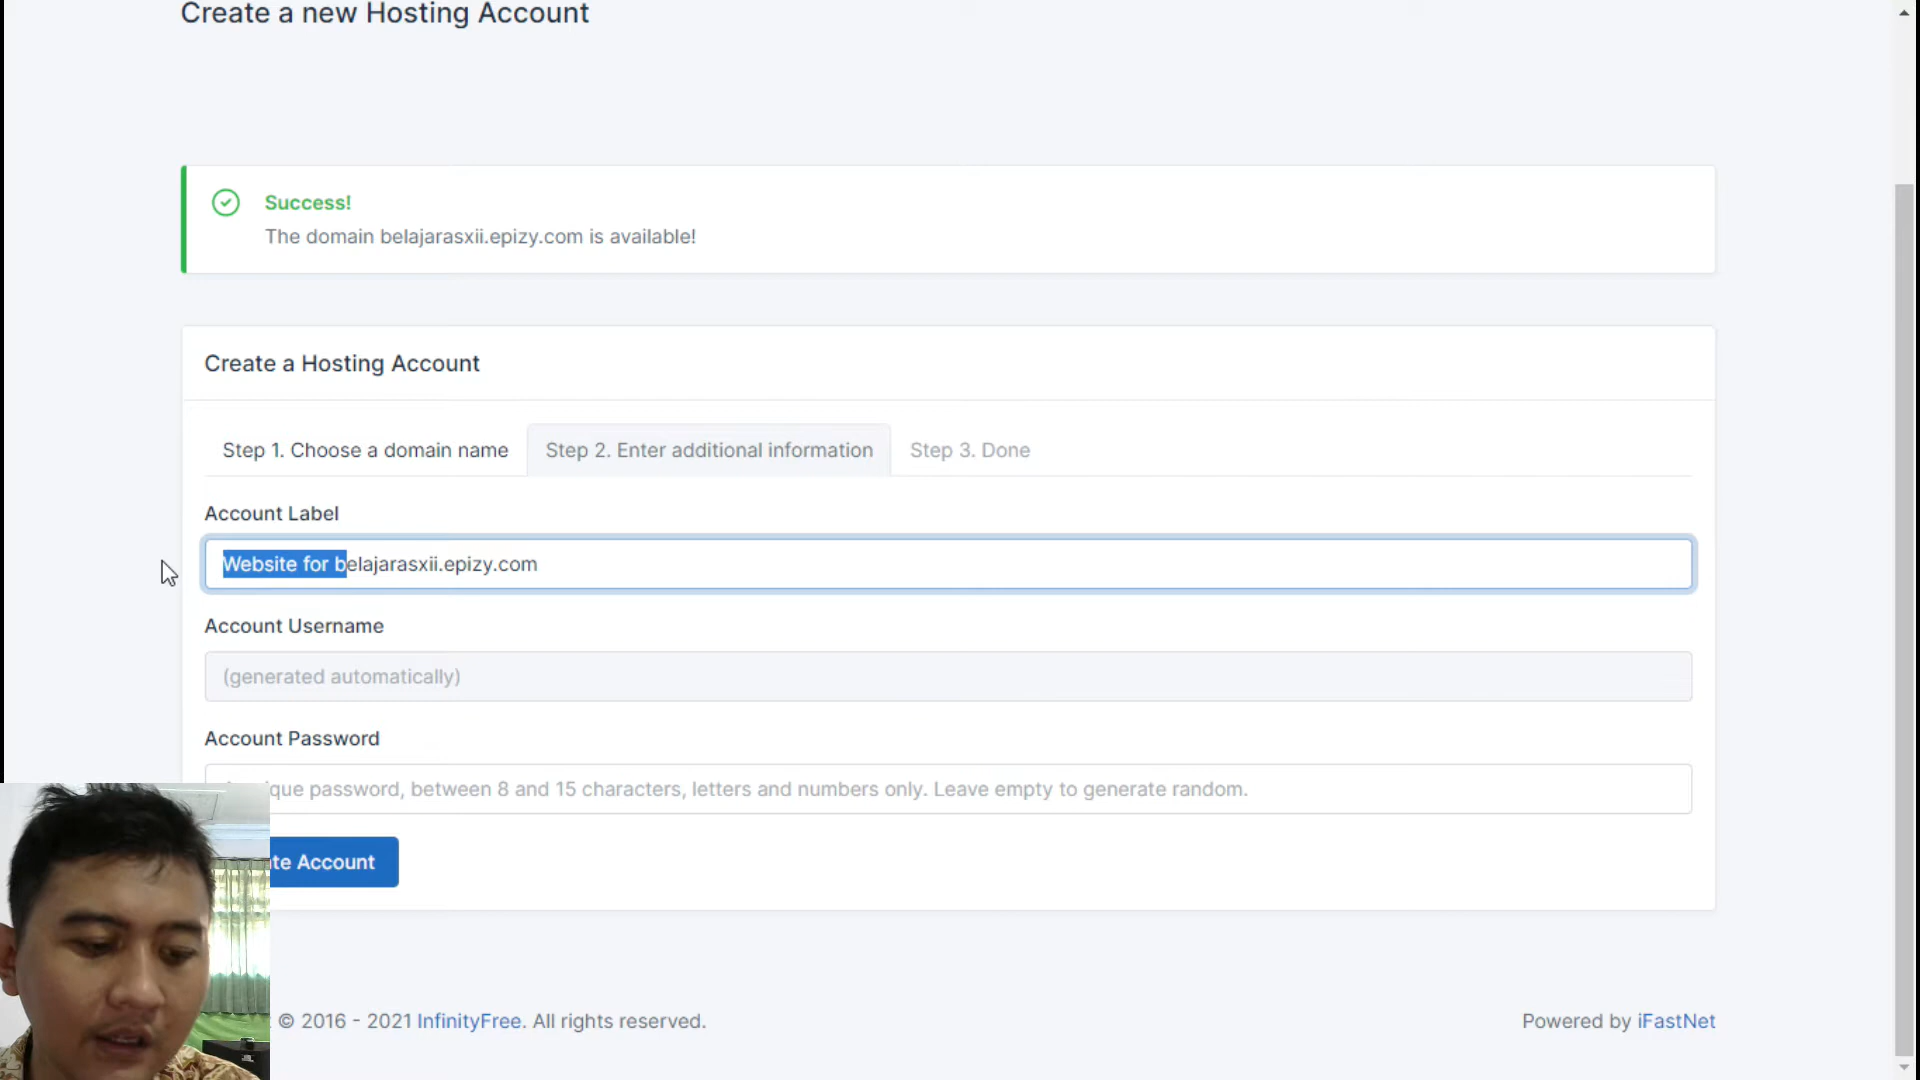 Create a new Hosting Account
Success!
The domain belajarasxii.epizy.com is available!
Create a Hosting Account
Step 1. Choose a domain name
Step 2. Enter additional information
Step 3. Done
Account Label
Website for belajarasxii.epizy.com
Account Username
(generated automatically)
Account Password
password, between 8 and 15 characters, letters and numbers only. Leave empty to generate random.
Account
© 2016 - 2021 InfinityFree. All rights reserved.
Powered by iFastNet